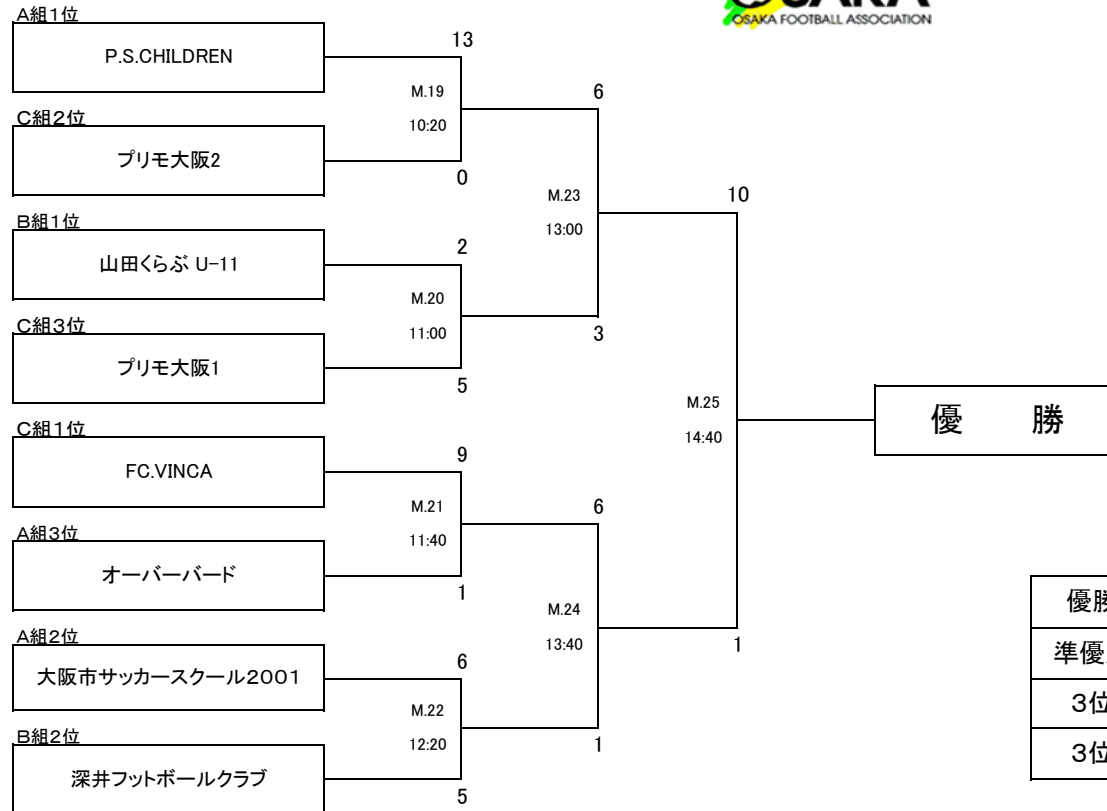 OSAKA FOOTBALL ASSOCIATION
A組1位
P.S.CHILDREN
13
M.19
10:20
6
C組2位
プリモ大阪2
0
M.23
13:00
10
B組1位
山田くらぶ U-11
2
M.20
11:00
3
C組3位
プリモ大阪1
5
M.25
14:40
優 勝
C組1位
FC.VINCA
9
M.21
11:40
6
A組3位
オーバーバード
1
M.24
13:40
1
A組2位
大阪市サッカースクール2001
6
M.22
12:20
1
B組2位
深井フットボールクラブ
5
優勝
準優
3位
3位